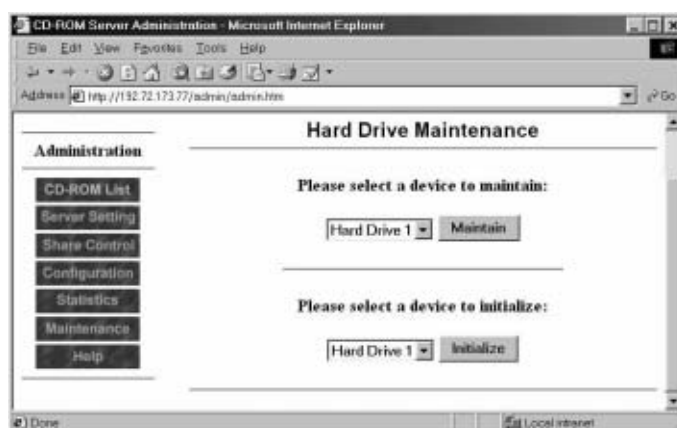 CD-ROM Server Administration - Microsoft Internet Explorer
File Edit View Favorites Tools Help
Address http://192.72.173.77/admin/admin.htm Go
Administration
CD-ROM List
Server Setting
Share Control
Configuration
Statistics
Maintenance
Help
Hard Drive Maintenance
Please select a device to maintain:
Hard Drive 1 Maintain
Please select a device to initialize:
Hard Drive 1 Initialize
Done Local intranet